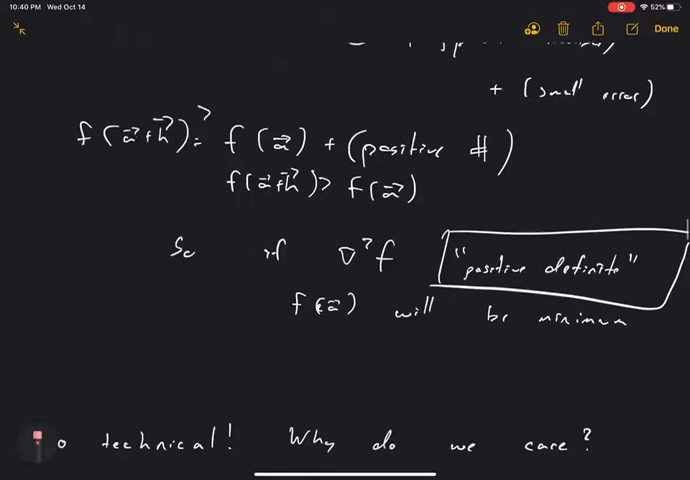 10:40 PM Wed Oct 14
52%
Done
+ (small error)
f(a⃗+h⃗) = f(a⃗) + (positive #)
f(a⃗+h⃗) > f(a⃗)
So if ∇²f "positive definite"
f(a⃗) will be minimum
technical! Why do we care?